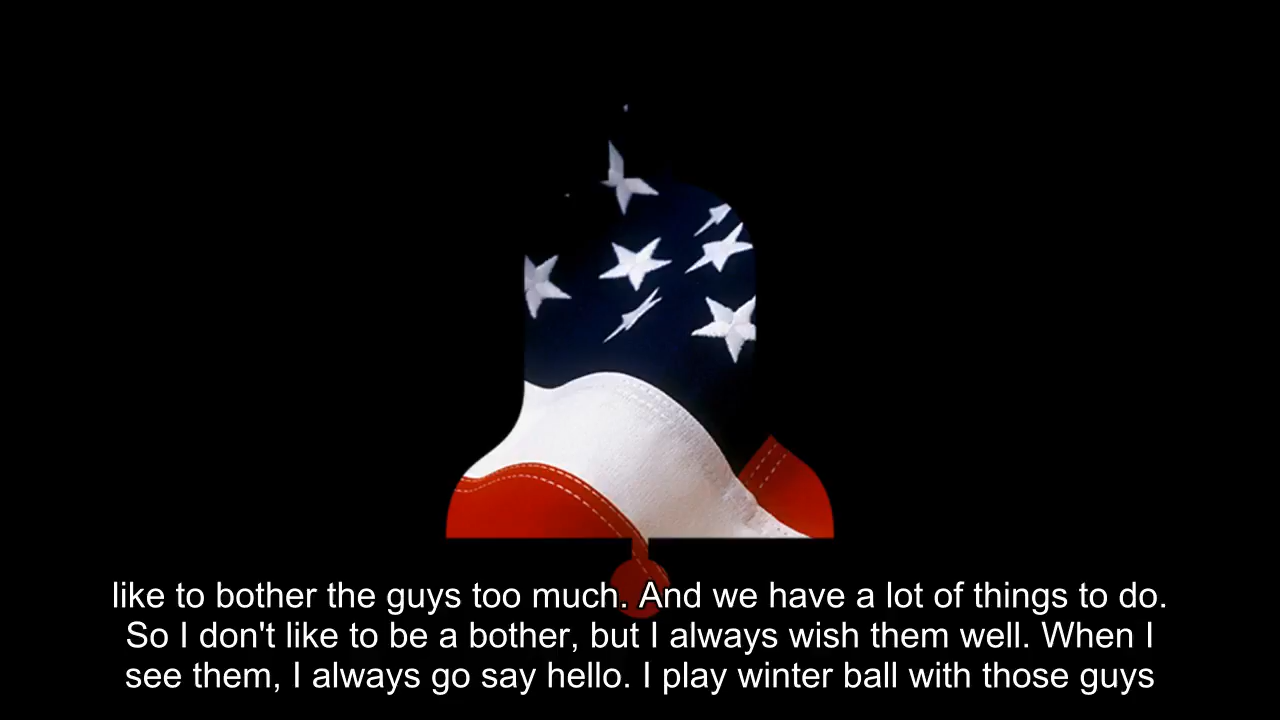 like to bother the guys too much. And we have a lot of things to do.
So I don't like to be a bother, but I always wish them well. When I
see them, I always go say hello. I play winter ball with those guys